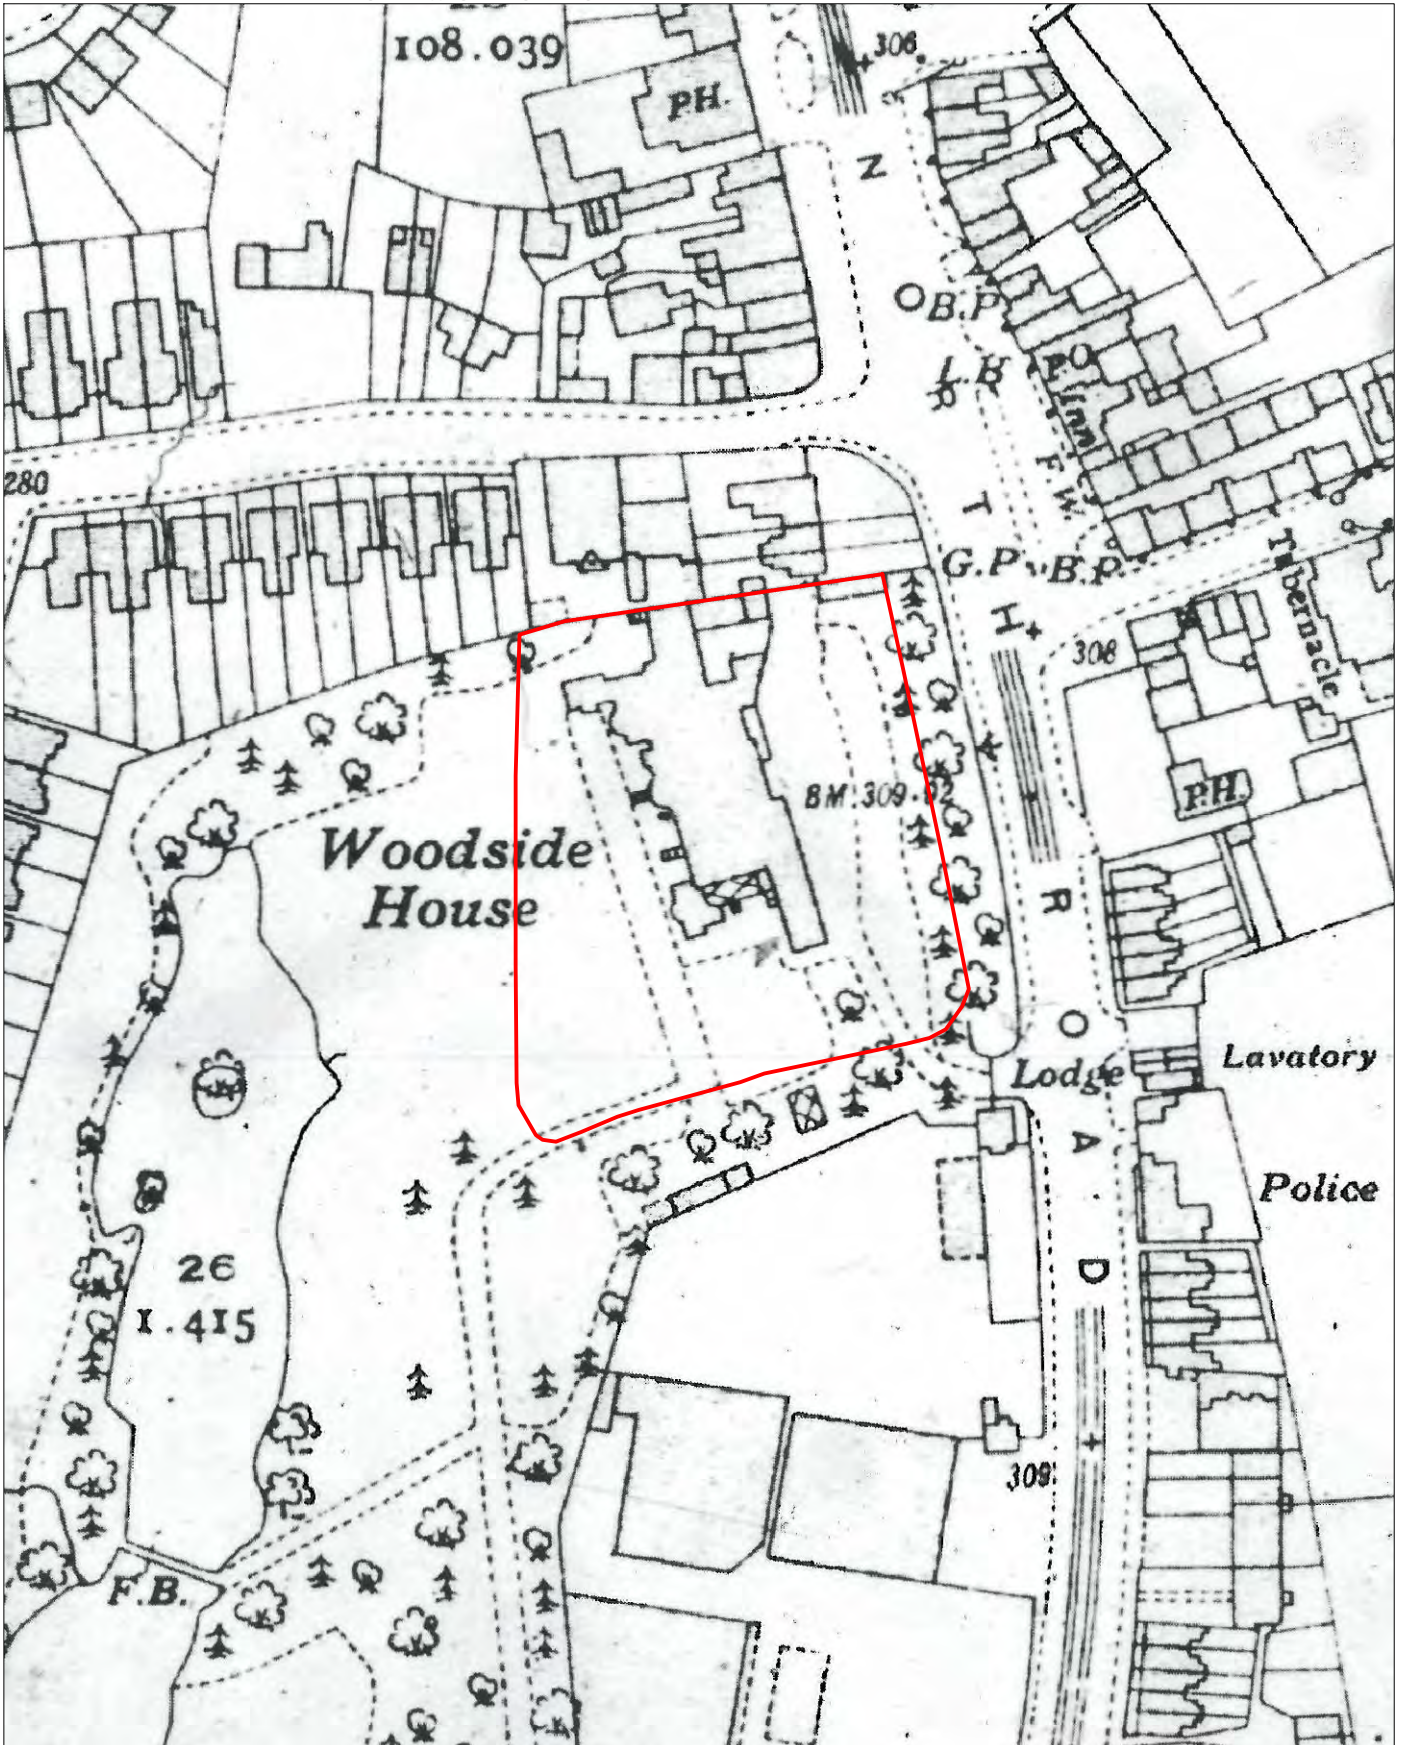 108.039
306
P.H.
N
O B.P
L.B
R
Inn
F.W.
280
T
G.P
B.P.
H
308
Tabernacle
BM.309.02
P.H.
Woodside
House
R
O
Lodge
Lavatory
A
Police
26
1.415
D
309
F.B.